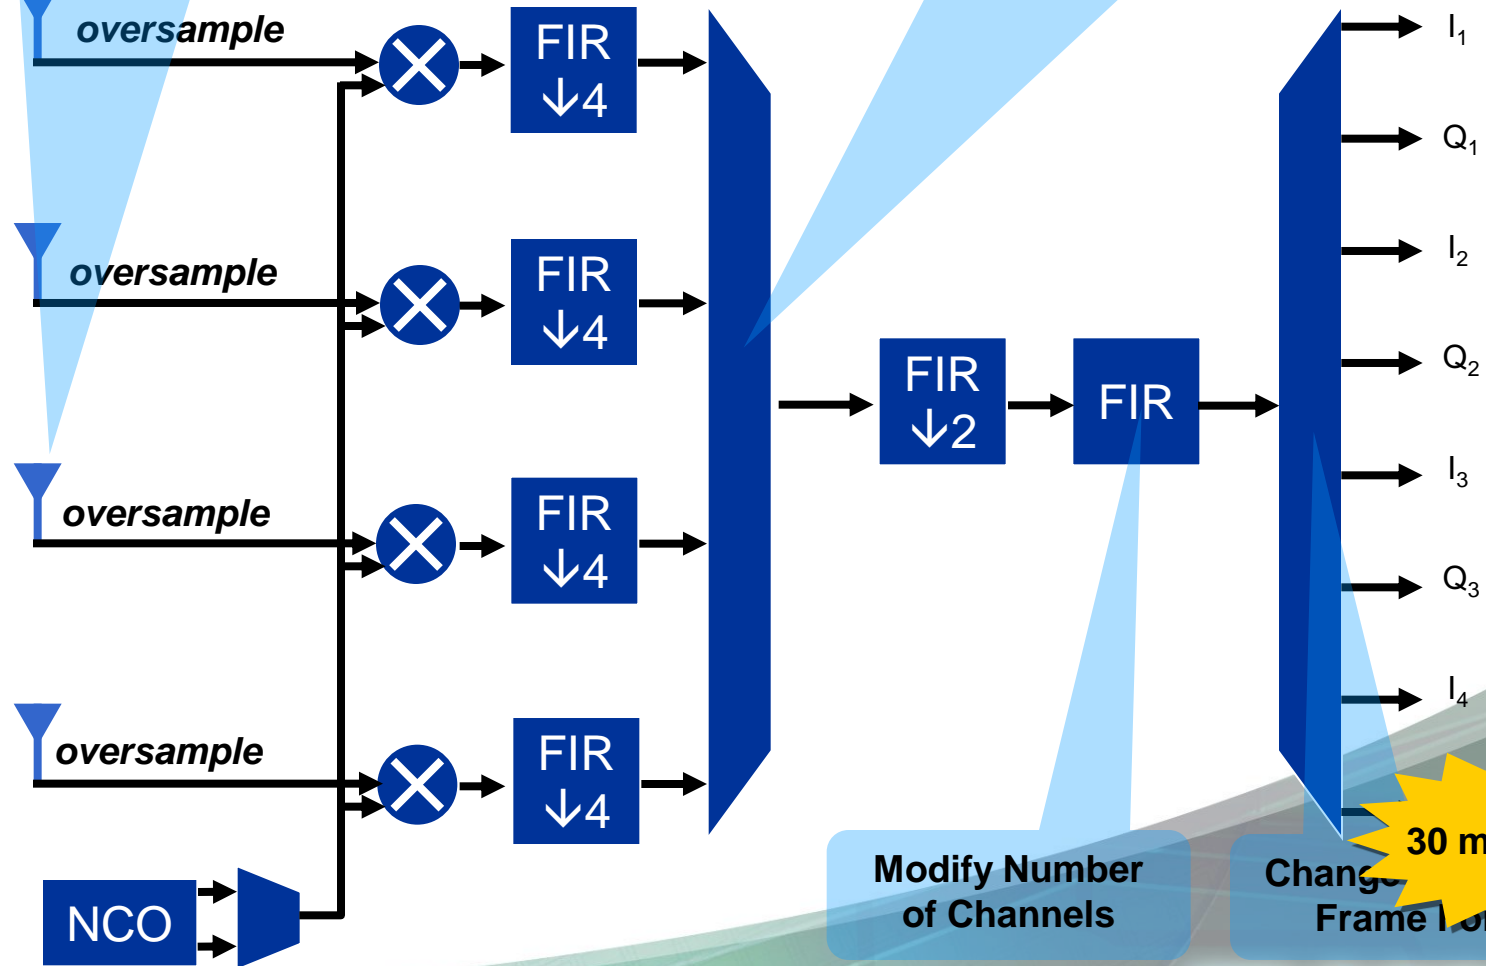 oversample
FIR
↓4
I1
Q1
oversample
FIR
↓4
I2
Q2
FIR
↓2
FIR
oversample
FIR
↓4
I3
Q3
oversample
FIR
↓4
I4
NCO
Modify Number
of Channels
30 m
Change
Frame